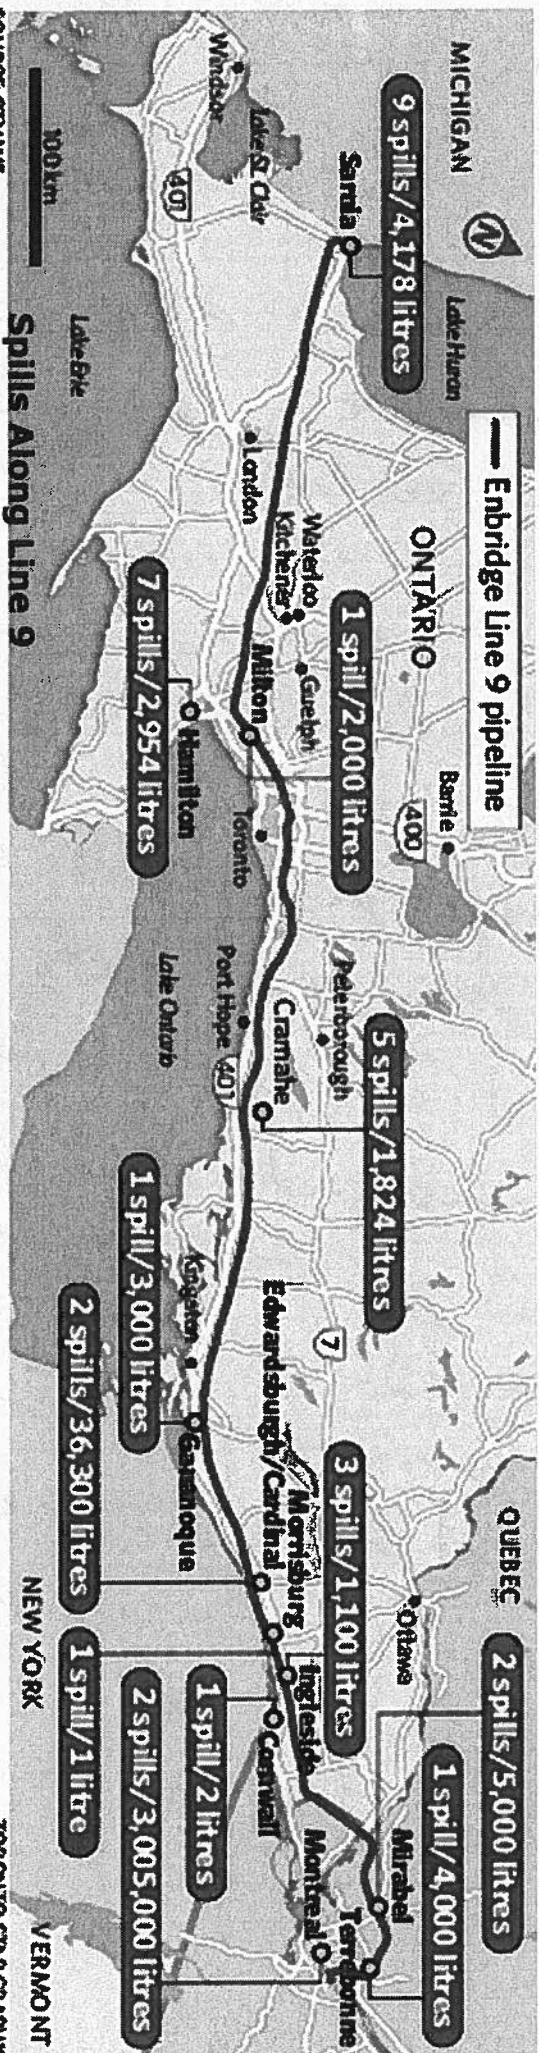 MICHIGAN
N
Lake Huron
Enbridge Line 9 pipeline
ONTARIO
QUEBEC
9 spills/4,178 litres
Sarnia
Windsor
Lake St. Clair
401
100 km
Lake Erie
London
Waterloo
Kitchener
Guelph
1 spill/2,000 litres
Milton
7 spills/2,954 litres
Hamilton
Toronto
Barrie
400
Peterborough
Port Hope
401
Lake Ontario
Cramahe
5 spills/1,824 litres
7
Kingston
1 spill/3,000 litres
Gananoque
Edwardsburgh/Cardinal
2 spills/36,300 litres
Morrisburg
1 spill/1 litre
3 spills/1,100 litres
Ingleside
Ottawa
1 spill/2 litres
Cornwall
2 spills/5,000 litres
Mirabel
1 spill/4,000 litres
Terrebonne
Montreal
2 spills/3,005,000 litres
NEW YORK
VERMONT
Spills Along Line 9